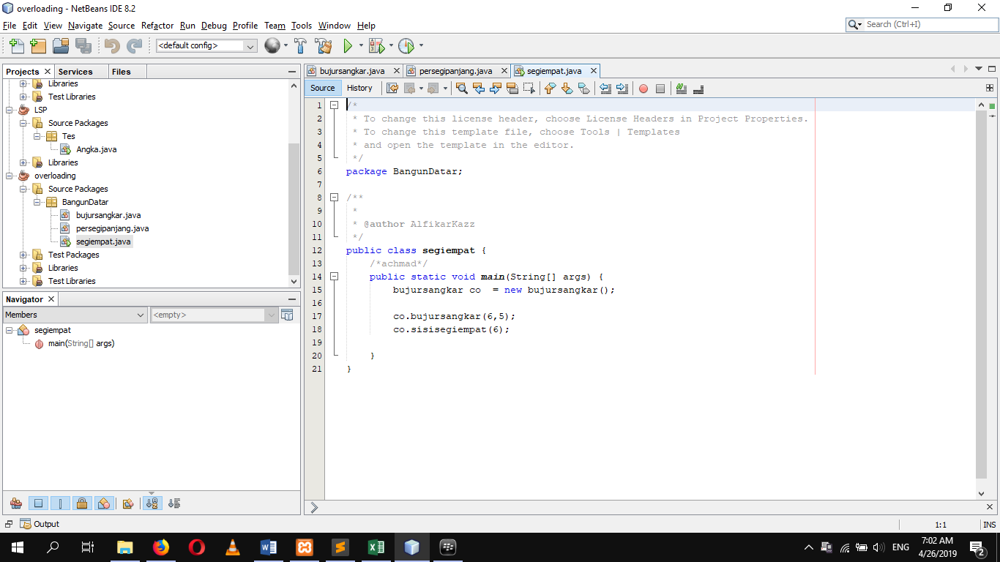 overloading - NetBeans IDE 8.2
File Edit View Navigate Source Refactor Run Debug Profile Team Tools Window Help
Search (Ctrl+I)
<default config>
Projects Services Files
Libraries
Test Libraries
LSP
Source Packages
Tes
Angka.java
Libraries
overloading
Source Packages
BangunDatar
bujursangkar.java
persegipanjang.java
segiempat.java
Test Packages
Libraries
Test Libraries
Navigator
Members <empty>
segiempat
main(String[] args)
bujursangkar.java persegipanjang.java segiempat.java
Source History
1 /*
2 * To change this license header, choose License Headers in Project Properties.
3 * To change this template file, choose Tools | Templates
4 * and open the template in the editor.
5 */
6 package BangunDatar;
7
8 /**
9 *
10 * @author AlfikarKazz
11 */
12 public class segiempat {
13 /*achmad*/
14 public static void main(String[] args) {
15 bujursangkar co  = new bujursangkar();
16
17 co.bujursangkar(6,5);
18 co.sisisegiempat(6);
19
20 }
21 }
Output
1:1 INS
ENG
7:02 AM
4/26/2019
2